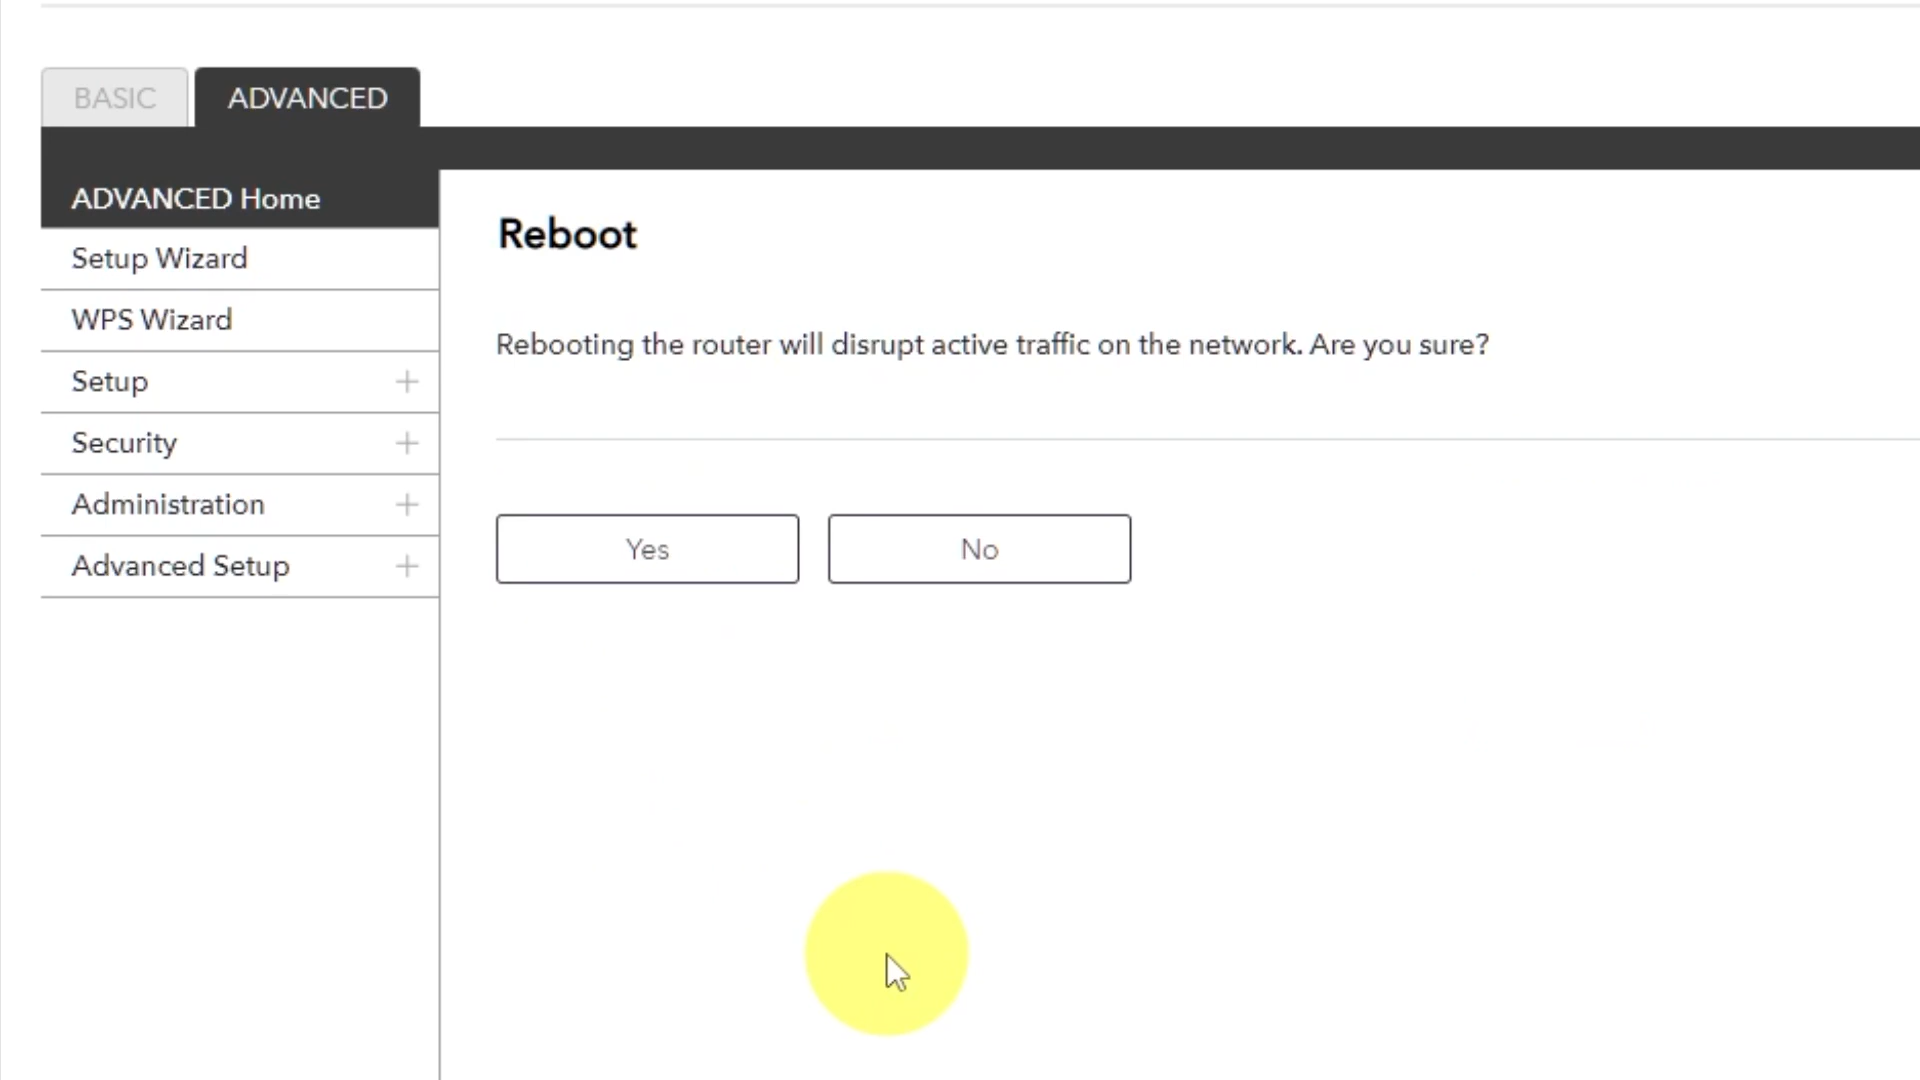 BASIC
ADVANCED
ADVANCED Home
Setup Wizard
WPS Wizard
Setup +
Security +
Administration +
Advanced Setup +
Reboot
Rebooting the router will disrupt active traffic on the network. Are you sure?
Yes
No